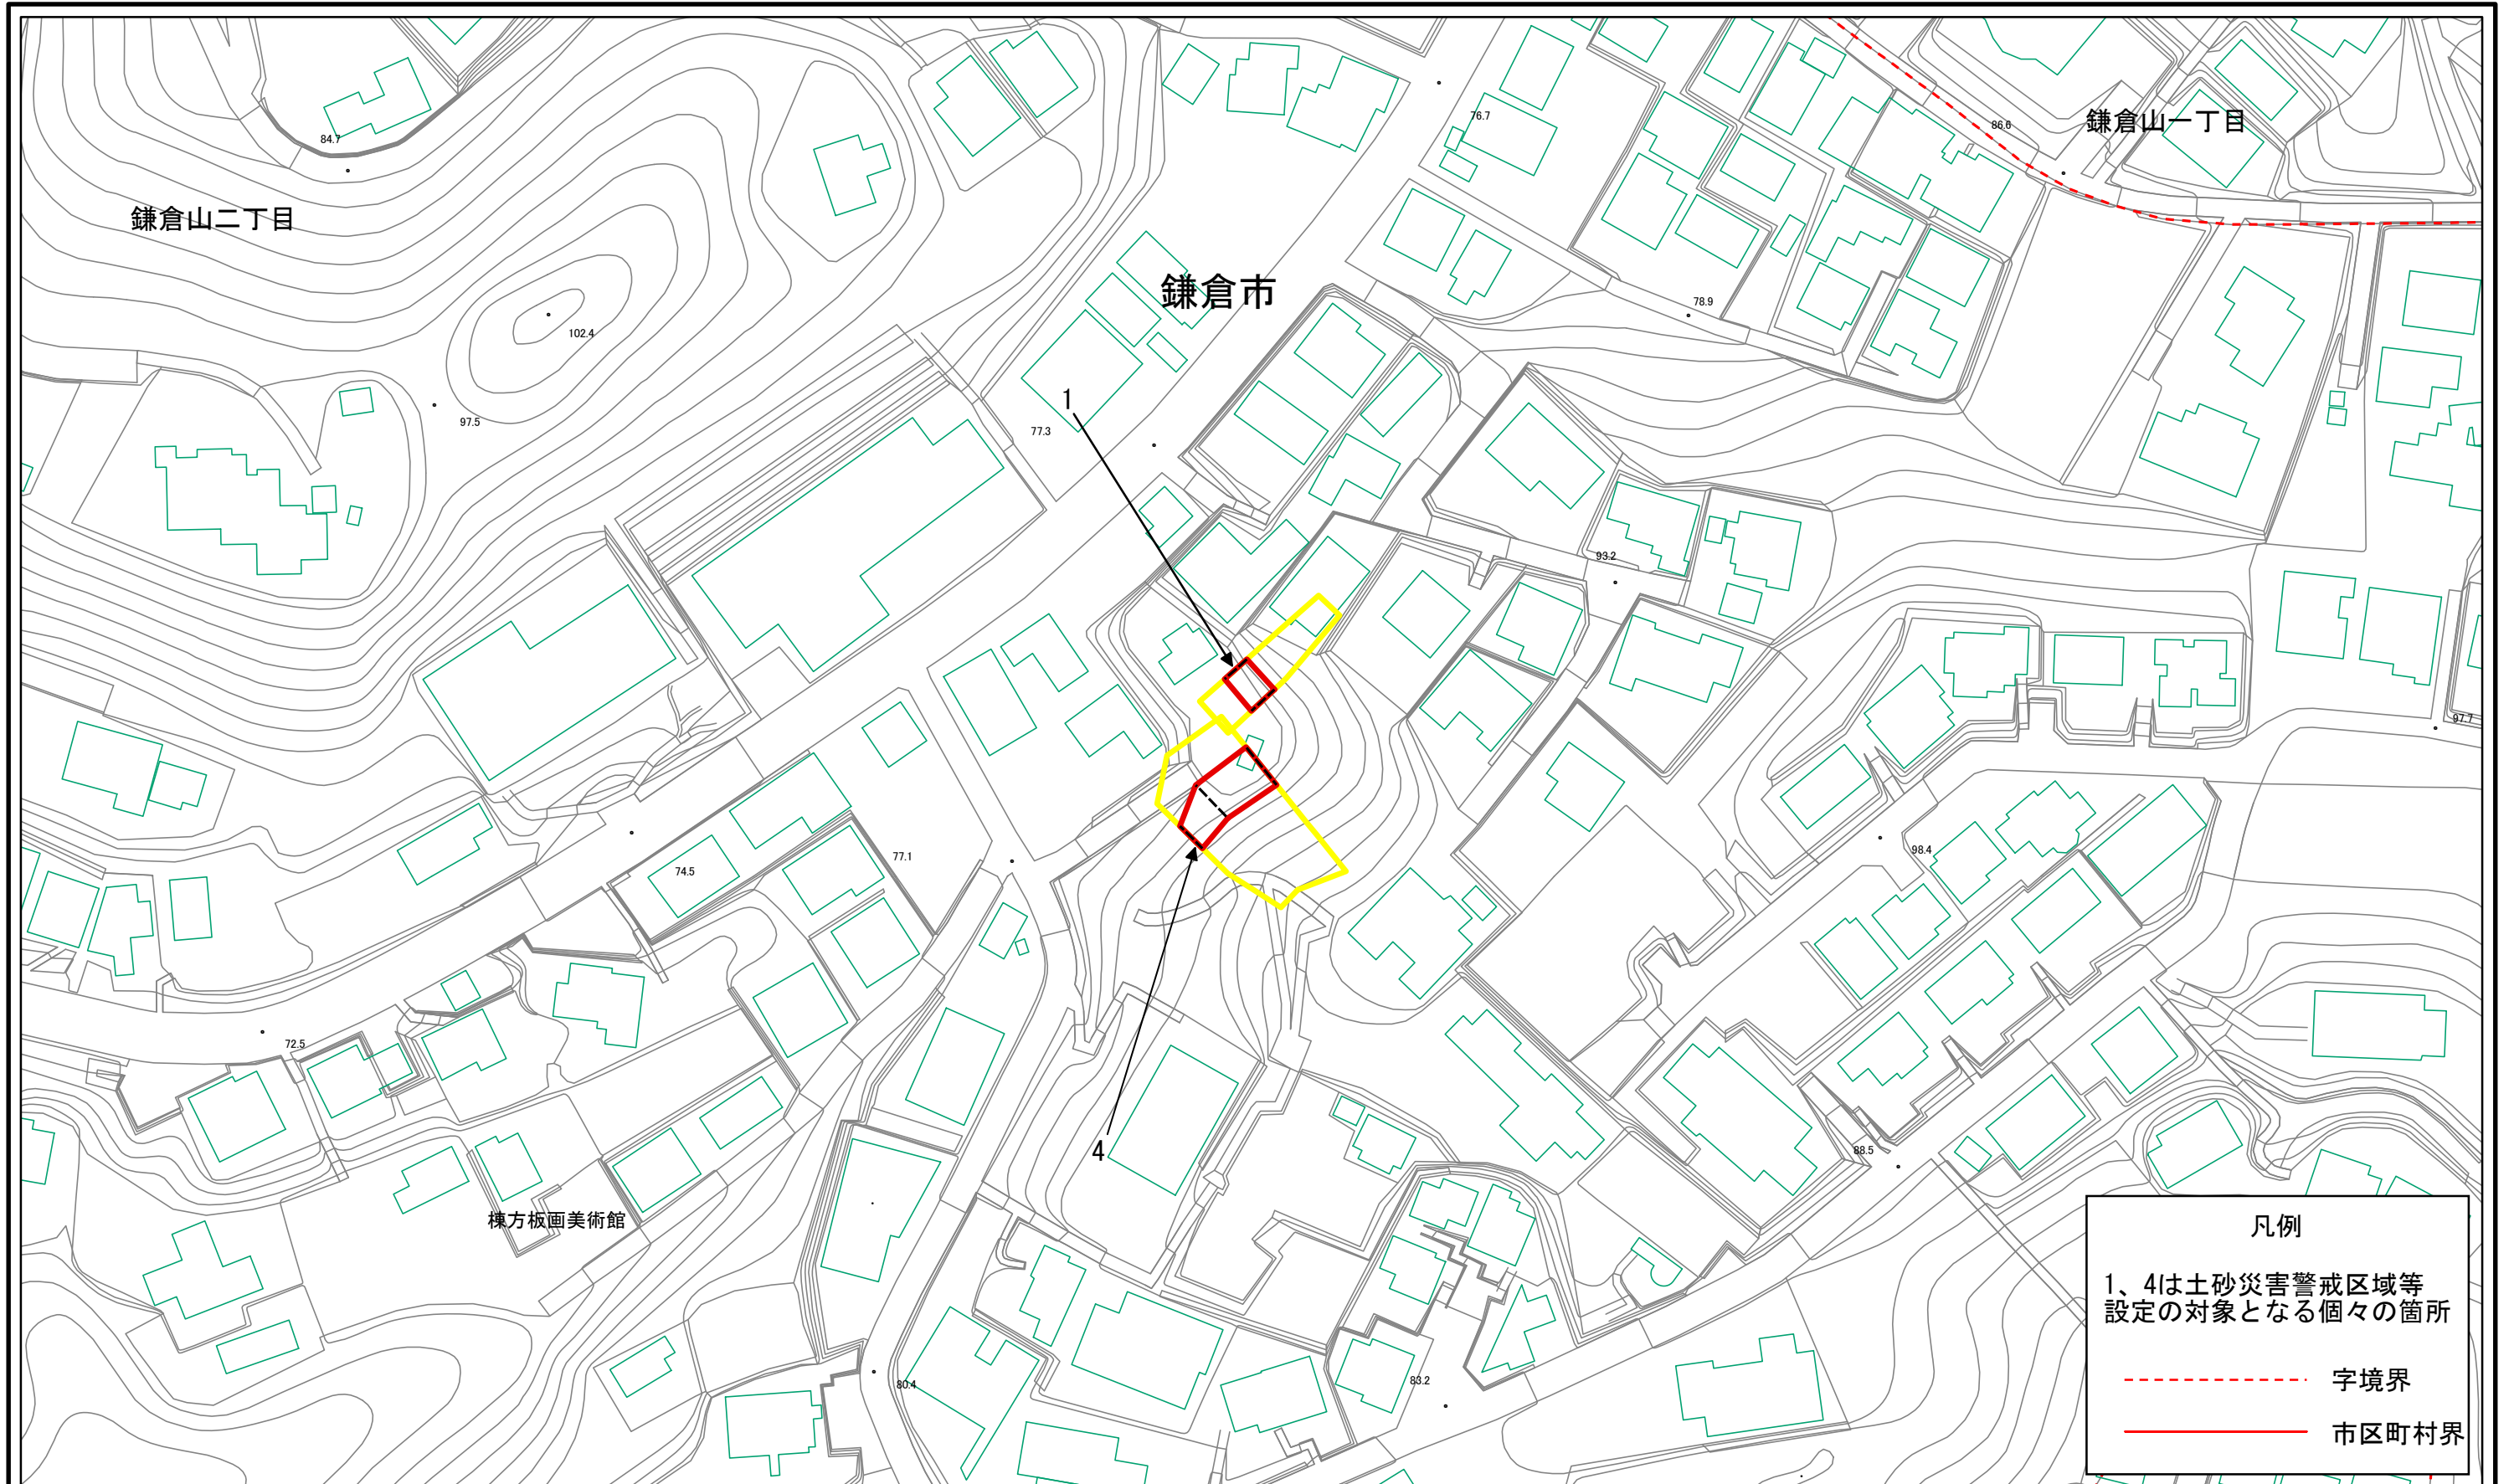 76.7
鎌倉山一丁目
86.6
84.7
鎌倉山二丁目
鎌倉市
78.9
102.4
1
97.5
77.3
93.2
97.7
98.4
77.1
74.5
72.5
4
88.5
棟方板画美術館
80.4
83.2
凡例
1、4は土砂災害警戒区域等
設定の対象となる個々の箇所
字境界
市区町村界